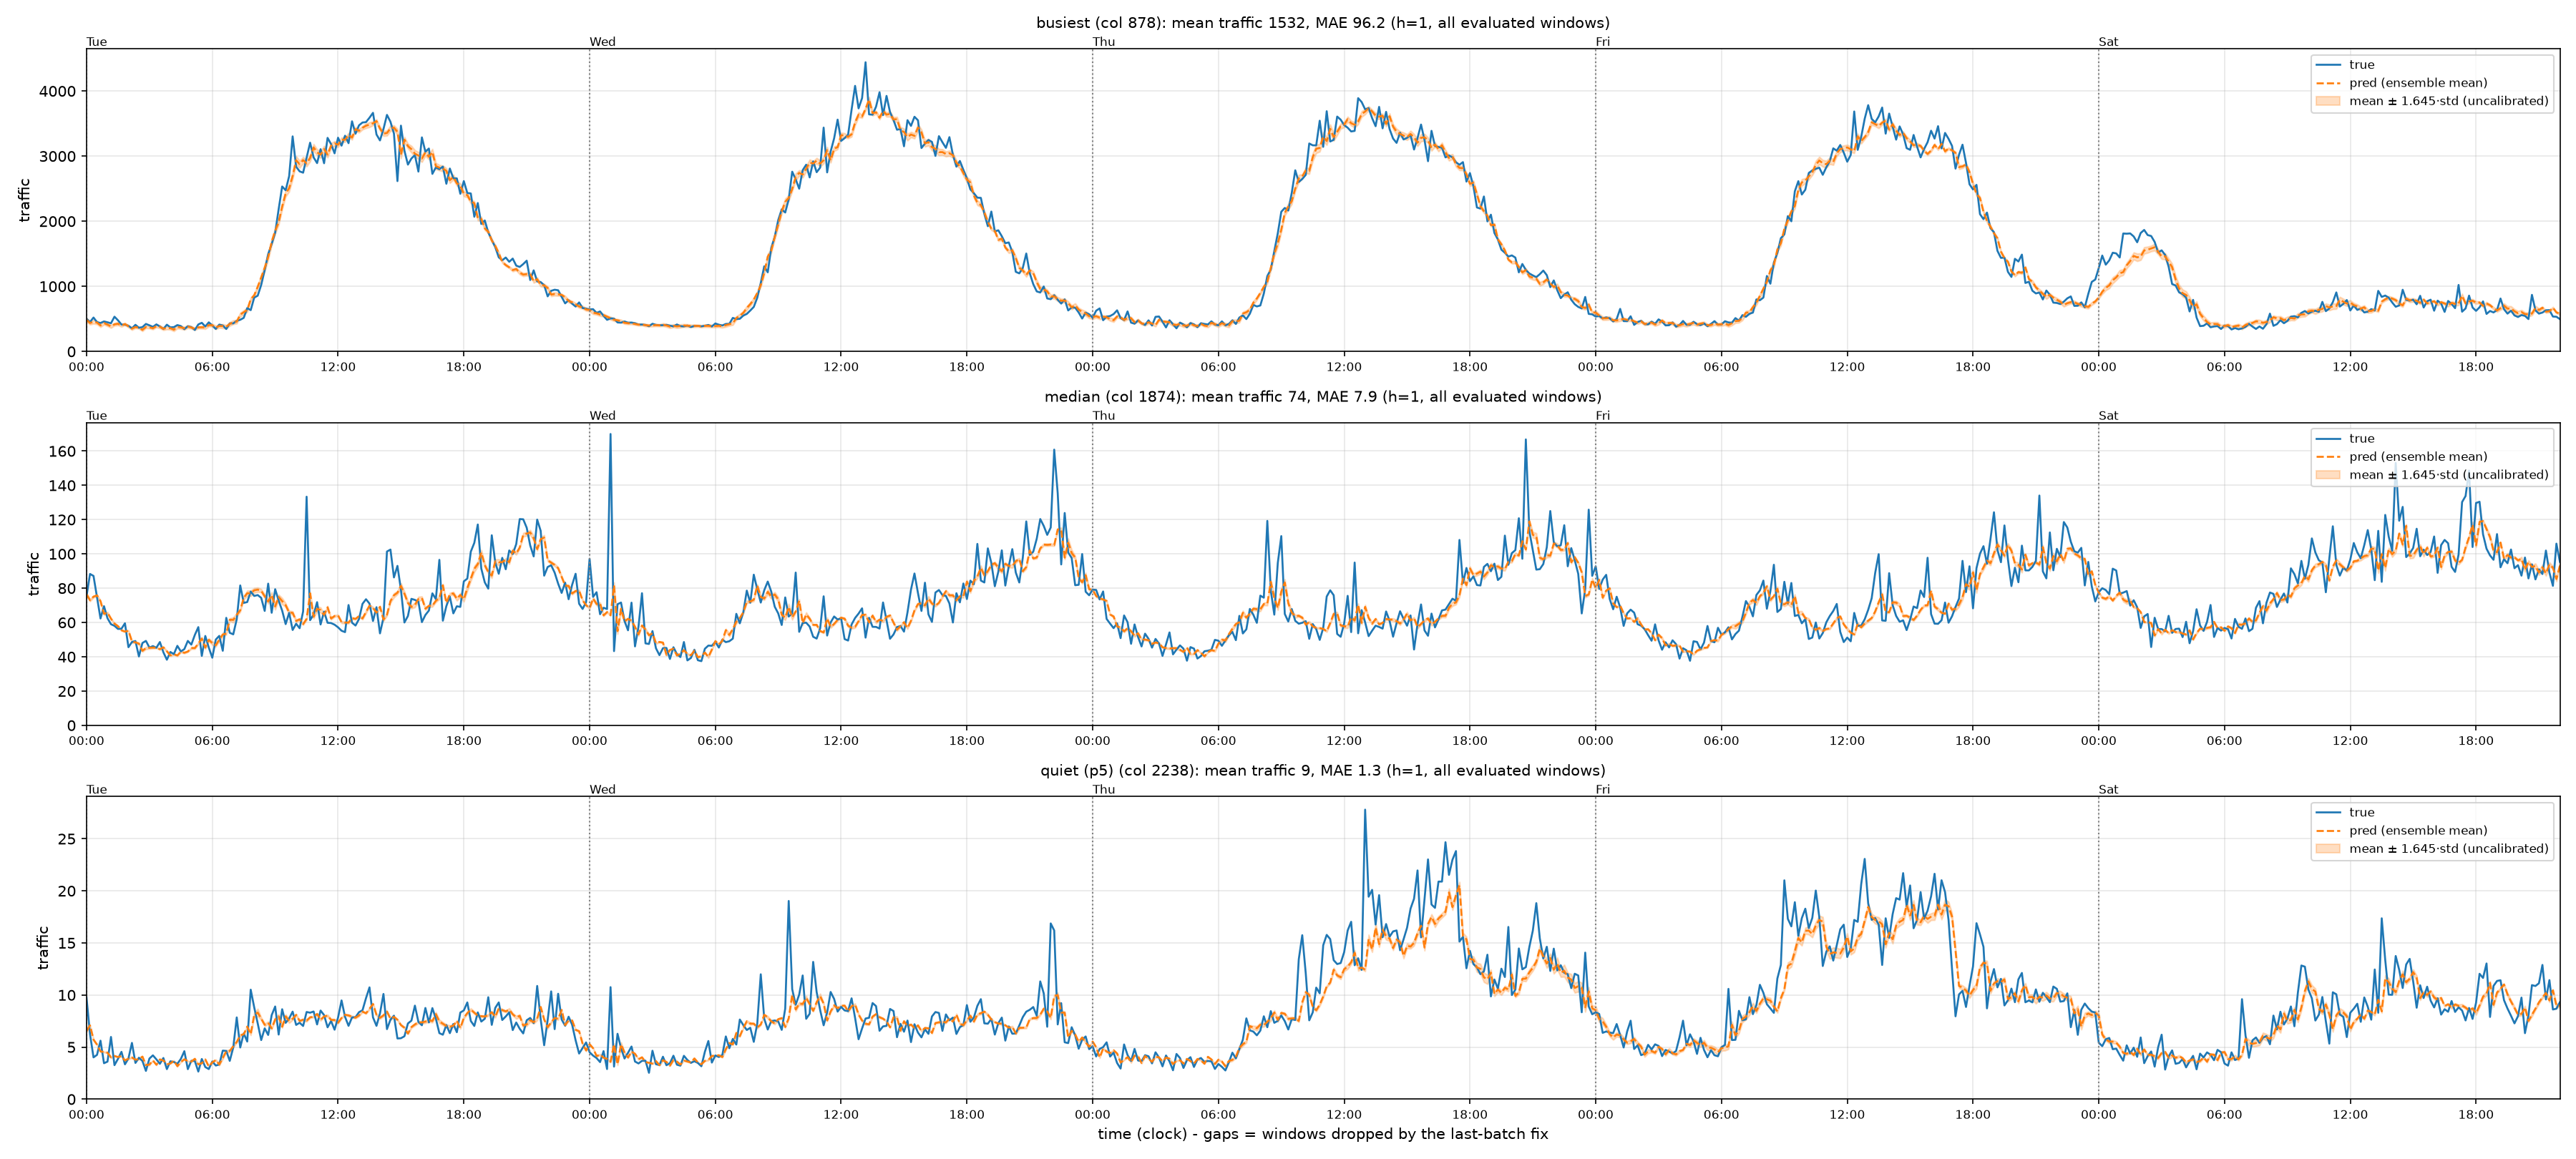 busiest (col 878): mean traffic 1532, MAE 96.2 (h=1, all evaluated windows)
Tue Wed Thu Fri Sat
true
pred (ensemble mean)
mean ± 1.645·std (uncalibrated)
traffic
4000
3000
2000
1000
0
00:00 06:00 12:00 18:00 00:00 06:00 12:00 18:00 00:00 06:00 12:00 18:00 00:00 06:00 12:00 18:00 00:00 06:00 12:00 18:00
median (col 1874): mean traffic 74, MAE 7.9 (h=1, all evaluated windows)
Tue Wed Thu Fri Sat
true
pred (ensemble mean)
mean ± 1.645·std (uncalibrated)
traffic
160
140
120
100
80
60
40
20
0
00:00 06:00 12:00 18:00 00:00 06:00 12:00 18:00 00:00 06:00 12:00 18:00 00:00 06:00 12:00 18:00 00:00 06:00 12:00 18:00
quiet (p5) (col 2238): mean traffic 9, MAE 1.3 (h=1, all evaluated windows)
Tue Wed Thu Fri Sat
true
pred (ensemble mean)
mean ± 1.645·std (uncalibrated)
traffic
25
20
15
10
5
0
00:00 06:00 12:00 18:00 00:00 06:00 12:00 18:00 00:00 06:00 12:00 18:00 00:00 06:00 12:00 18:00 00:00 06:00 12:00 18:00
time (clock) - gaps = windows dropped by the last-batch fix